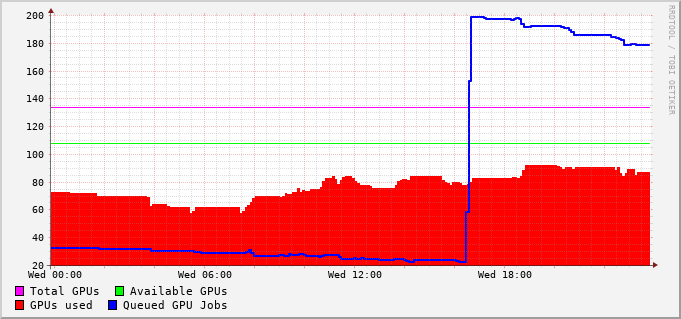 200
180
160
140
120
100
80
60
40
20
Wed 00:00 Wed 06:00 Wed 12:00 Wed 18:00
Total GPUs Available GPUs
GPUs used Queued GPU Jobs
RRDTOOL / TOBI OETIKER